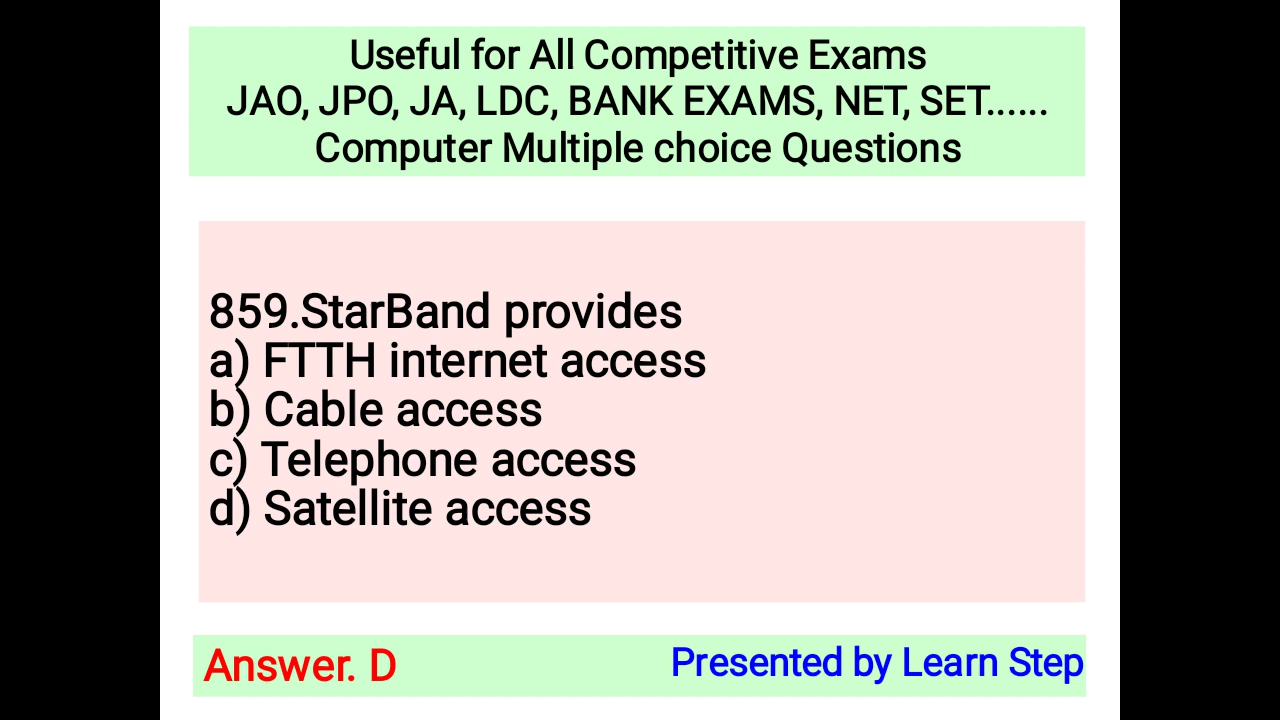 Useful for All Competitive Exams
JAO, JPO, JA, LDC, BANK EXAMS, NET, SET......
Computer Multiple choice Questions
859.StarBand provides
a) FTTH internet access
b) Cable access
c) Telephone access
d) Satellite access
Answer. D
Presented by Learn Step